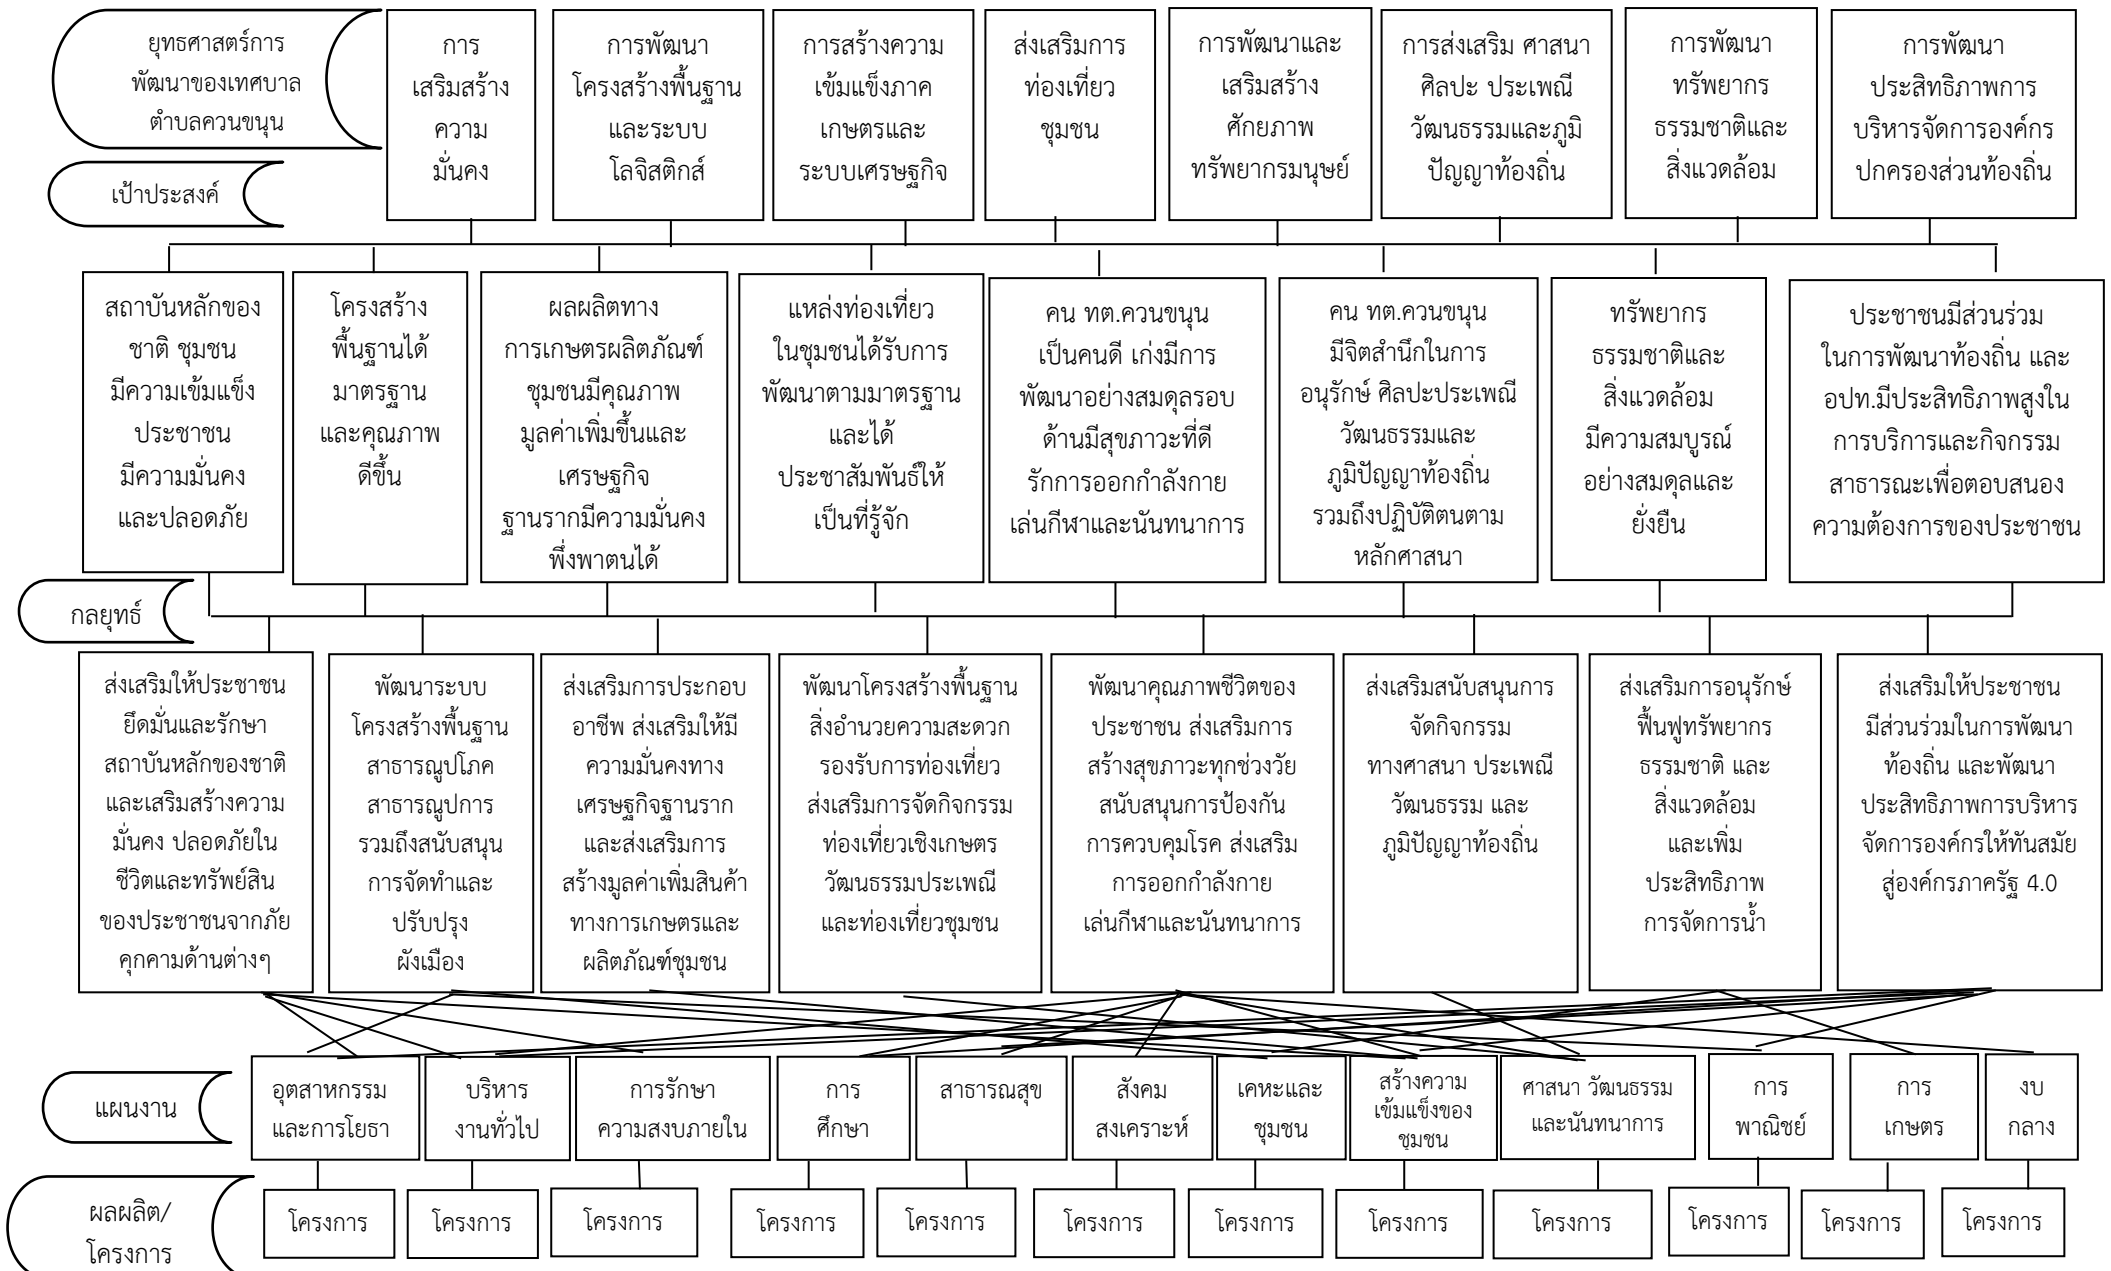 ยุทธศาสตร์การ
พัฒนาของเทศบาล
ตำบลควนขนุน
การ
เสริมสร้าง
ความ
มั่นคง
การพัฒนา
โครงสร้างพื้นฐาน
และระบบ
โลจิสติกส์
การสร้างความ
เข้มแข็งภาค
เกษตรและ
ระบบเศรษฐกิจ
ส่งเสริมการ
ท่องเที่ยว
ชุมชน
การพัฒนาและ
เสริมสร้าง
ศักยภาพ
ทรัพยากรมนุษย์
การส่งเสริม ศาสนา
ศิลปะ ประเพณี
วัฒนธรรมและภูมิ
ปัญญาท้องถิ่น
การพัฒนา
ทรัพยากร
ธรรมชาติและ
สิ่งแวดล้อม
การพัฒนา
ประสิทธิภาพการ
บริหารจัดการองค์กร
ปกครองส่วนท้องถิ่น
เป้าประสงค์
สถาบันหลักของ
ชาติ ชุมชน
มีความเข้มแข็ง
ประชาชน
มีความมั่นคง
และปลอดภัย
โครงสร้าง
พื้นฐานได้
มาตรฐาน
และคุณภาพ
ดีขึ้น
ผลผลิตทาง
การเกษตรผลิตภัณฑ์
ชุมชนมีคุณภาพ
มูลค่าเพิ่มขึ้นและ
เศรษฐกิจ
ฐานรากมีความมั่นคง
พึ่งพาตนได้
แหล่งท่องเที่ยว
ในชุมชนได้รับการ
พัฒนาตามมาตรฐาน
และได้
ประชาสัมพันธ์ให้
เป็นที่รู้จัก
คน ทต.ควนขนุน
เป็นคนดี เก่งมีการ
พัฒนาอย่างสมดุลรอบ
ด้านมีสุขภาวะที่ดี
รักการออกกำลังกาย
เล่นกีฬาและนันทนาการ
คน ทต.ควนขนุน
มีจิตสำนึกในการ
อนุรักษ์ ศิลปะประเพณี
วัฒนธรรมและ
ภูมิปัญญาท้องถิ่น
รวมถึงปฏิบัติตนตาม
หลักศาสนา
ทรัพยากร
ธรรมชาติและ
สิ่งแวดล้อม
มีความสมบูรณ์
อย่างสมดุลและ
ยั่งยืน
ประชาชนมีส่วนร่วม
ในการพัฒนาท้องถิ่น และ
อปท.มีประสิทธิภาพสูงใน
การบริการและกิจกรรม
สาธารณะเพื่อตอบสนอง
ความต้องการของประชาชน
กลยุทธ์
ส่งเสริมให้ประชาชน
ยึดมั่นและรักษา
สถาบันหลักของชาติ
และเสริมสร้างความ
มั่นคง ปลอดภัยใน
ชีวิตและทรัพย์สิน
ของประชาชนจากภัย
คุกคามด้านต่างๆ
พัฒนาระบบ
โครงสร้างพื้นฐาน
สาธารณูปโภค
สาธารณูปการ
รวมถึงสนับสนุน
การจัดทำและ
ปรับปรุง
ผังเมือง
ส่งเสริมการประกอบ
อาชีพ ส่งเสริมให้มี
ความมั่นคงทาง
เศรษฐกิจฐานราก
และส่งเสริมการ
สร้างมูลค่าเพิ่มสินค้า
ทางการเกษตรและ
ผลิตภัณฑ์ชุมชน
พัฒนาโครงสร้างพื้นฐาน
สิ่งอำนวยความสะดวก
รองรับการท่องเที่ยว
ส่งเสริมการจัดกิจกรรม
ท่องเที่ยวเชิงเกษตร
วัฒนธรรมประเพณี
และท่องเที่ยวชุมชน
พัฒนาคุณภาพชีวิตของ
ประชาชน ส่งเสริมการ
สร้างสุขภาวะทุกช่วงวัย
สนับสนุนการป้องกัน
การควบคุมโรค ส่งเสริม
การออกกำลังกาย
เล่นกีฬาและนันทนาการ
ส่งเสริมสนับสนุนการ
จัดกิจกรรม
ทางศาสนา ประเพณี
วัฒนธรรม และ
ภูมิปัญญาท้องถิ่น
ส่งเสริมการอนุรักษ์
ฟื้นฟูทรัพยากร
ธรรมชาติ และ
สิ่งแวดล้อม
และเพิ่ม
ประสิทธิภาพ
การจัดการน้ำ
ส่งเสริมให้ประชาชน
มีส่วนร่วมในการพัฒนา
ท้องถิ่น และพัฒนา
ประสิทธิภาพการบริหาร
จัดการองค์กรให้ทันสมัย
สู่องค์กรภาครัฐ 4.0
แผนงาน
อุตสาหกรรม
และการโยธา
บริหาร
งานทั่วไป
การรักษา
ความสงบภายใน
การ
ศึกษา
สาธารณสุข
สังคม
สงเคราะห์
เคหะและ
ชุมชน
สร้างความ
เข้มแข็งของ
ชุมชน
ศาสนา วัฒนธรรม
และนันทนาการ
การ
พาณิชย์
การ
เกษตร
งบ
กลาง
ผลผลิต/
โครงการ
โครงการ
โครงการ
โครงการ
โครงการ
โครงการ
โครงการ
โครงการ
โครงการ
โครงการ
โครงการ
โครงการ
โครงการ